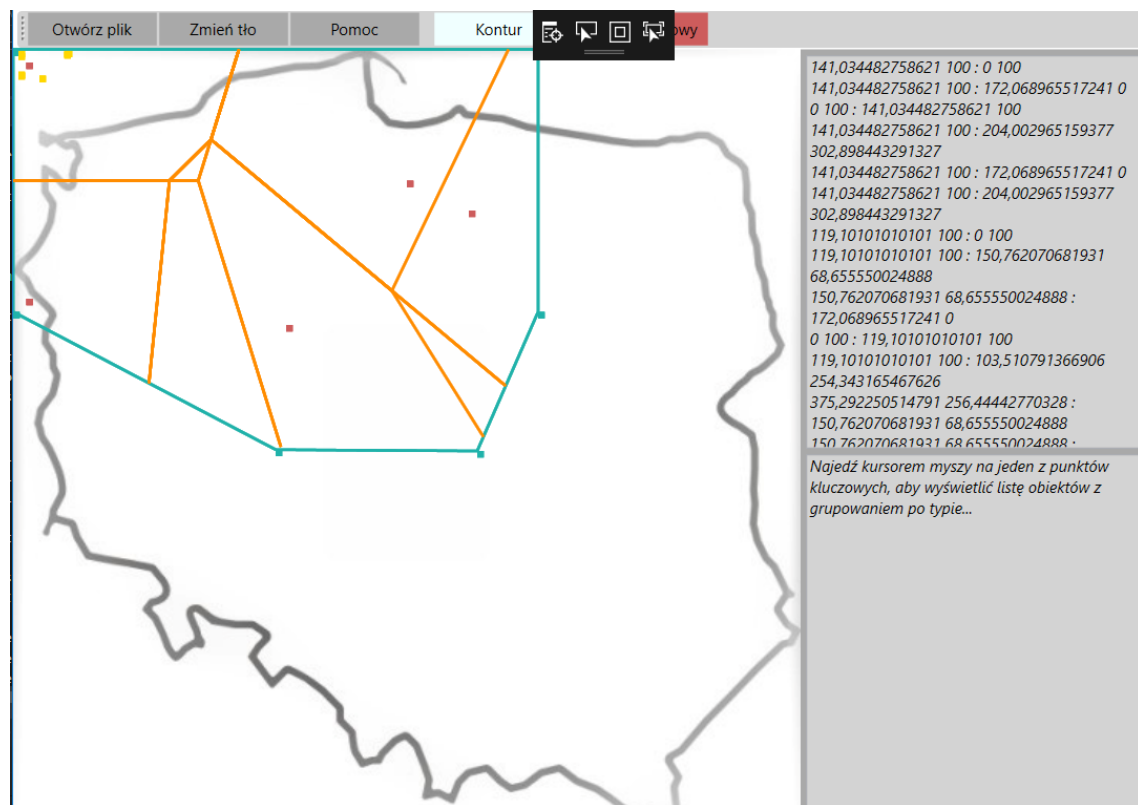 Otwórz plik
Zmień tło
Pomoc
Kontur
owy
141,034482758621 100 : 0 100
141,034482758621 100 : 172,068965517241 0
0 100 : 141,034482758621 100
141,034482758621 100 : 204,002965159377
302,898443291327
141,034482758621 100 : 172,068965517241 0
141,034482758621 100 : 204,002965159377
302,898443291327
119,10101010101 100 : 0 100
119,10101010101 100 : 150,762070681931
68,655550024888
150,762070681931 68,655550024888 :
172,068965517241 0
0 100 : 119,10101010101 100
119,10101010101 100 : 103,510791366906
254,343165467626
375,292250514791 256,44442770328 :
150,762070681931 68,655550024888
150,762070681931 68,655550024888 :
Najedź kursorem myszy na jeden z punktów
kluczowych, aby wyświetlić listę obiektów z
grupowaniem po typie...